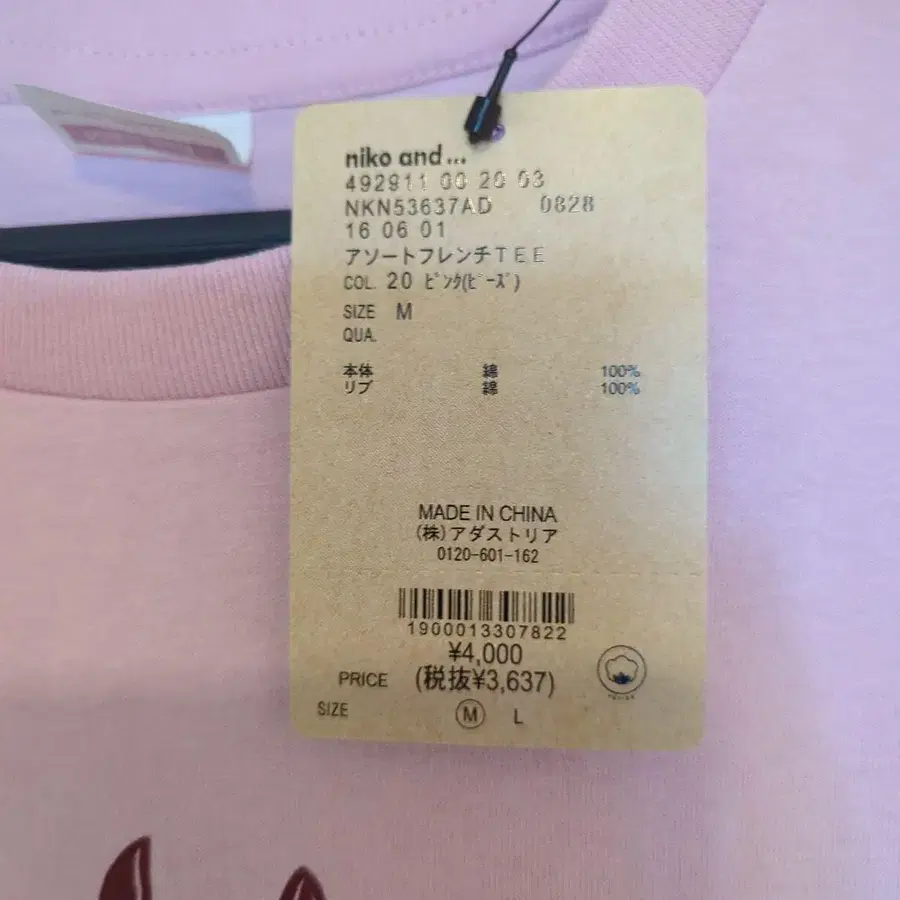 niko and...
492911 00 20 03
NKN53637AD 0828
16 06 01
アソートフレンチTEE
COL. 20 ピンク(ピーズ)
SIZE M
QUA.
本体 綿 100%
リブ 綿 100%
MADE IN CHINA
(株)アダストリア
0120-601-162
1900013307822
¥4,000
PRICE (税抜¥3,637)
SIZE M L